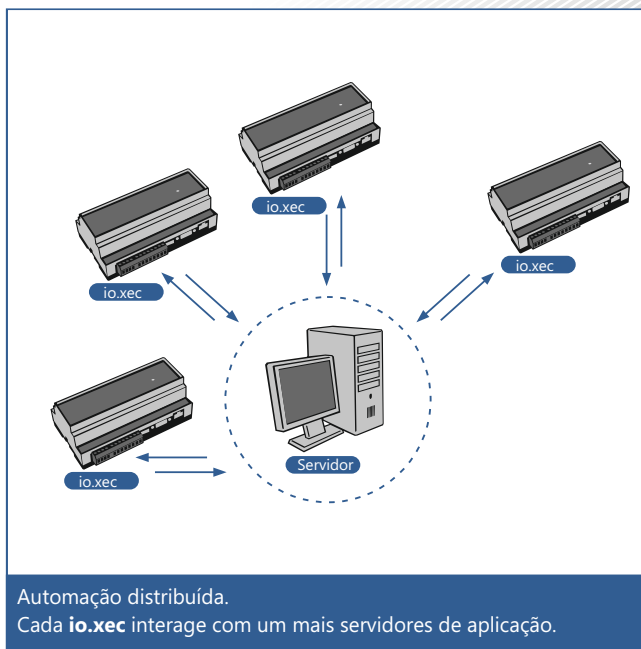 io.xec
io.xec
io.xec
Servidor
io.xec
Automação distribuída.
Cada io.xec interage com um mais servidores de aplicação.